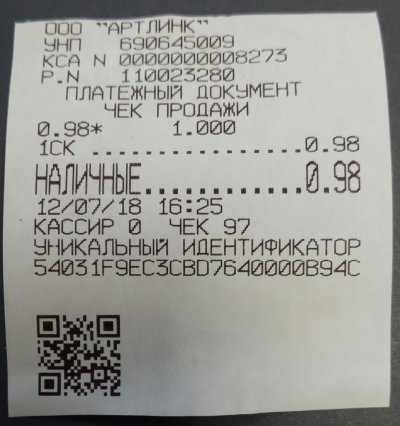 ООО "АРТЛИНК"
УНП 690645009
КСА N 0000000008273
Р.N 110023280
ПЛАТЕЖНЫЙ ДОКУМЕНТ
ЧЕК ПРОДАЖИ
0.98* 1.000
1СК ..................0.98
НАЛИЧНЫЕ............0.98
12/07/18 16:25
КАССИР 0 ЧЕК 97
УНИКАЛЬНЫЙ ИДЕНТИФИКАТОР
54031F9EC3CBD7640000B94C